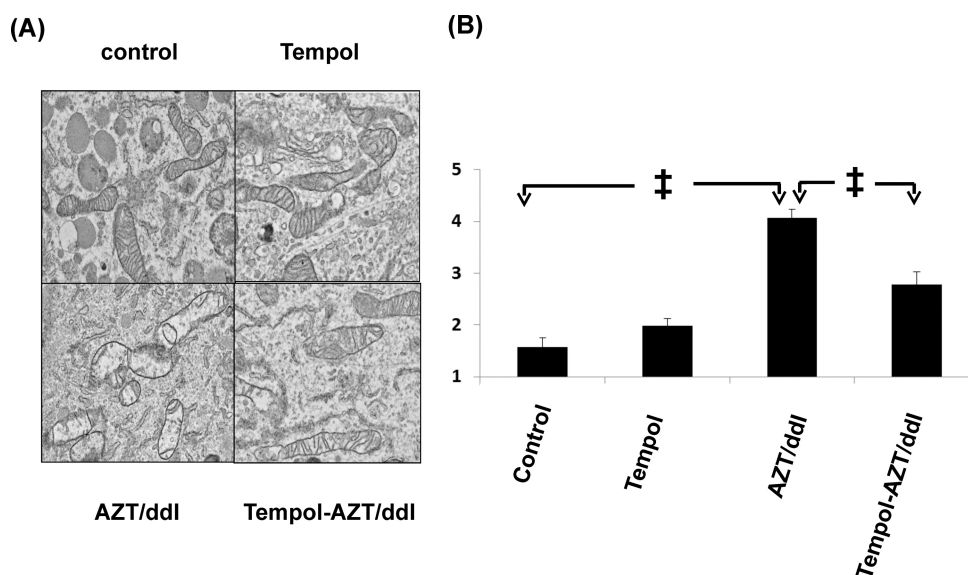 (A)
control Tempol
AZT/ddI Tempol-AZT/ddI
(B)
5
4
3
2
1
‡ ‡
Control
Tempol
AZT/ddI
Tempol-AZT/ddI